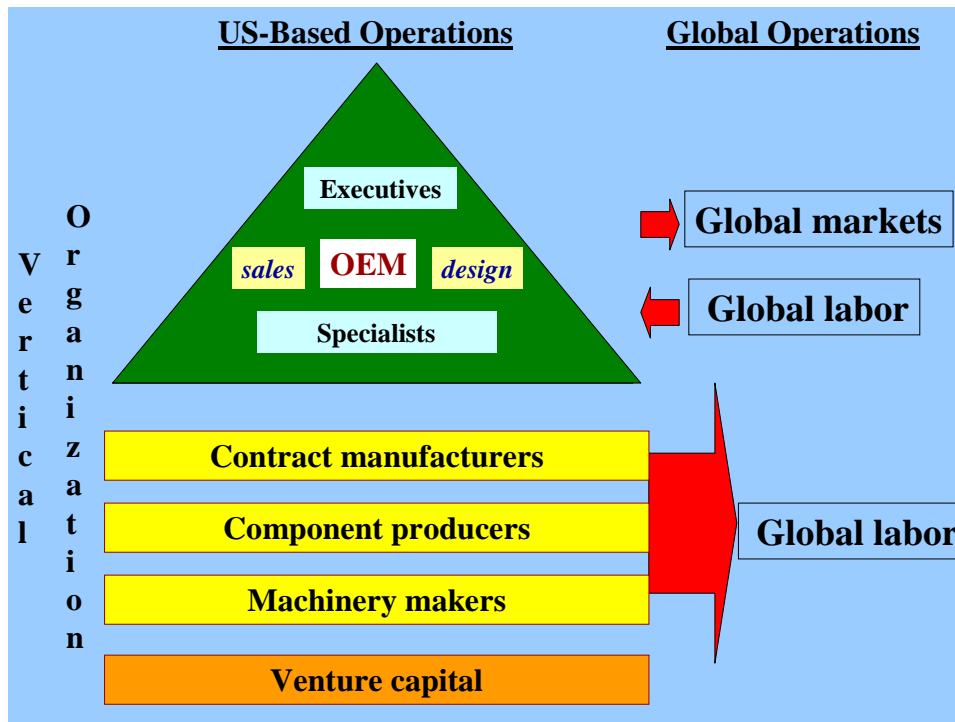 US-Based Operations
Global Operations
Vertical
Organization
Executives
sales
OEM
design
Specialists
Global markets
Global labor
Contract manufacturers
Component producers
Machinery makers
Global labor
Venture capital